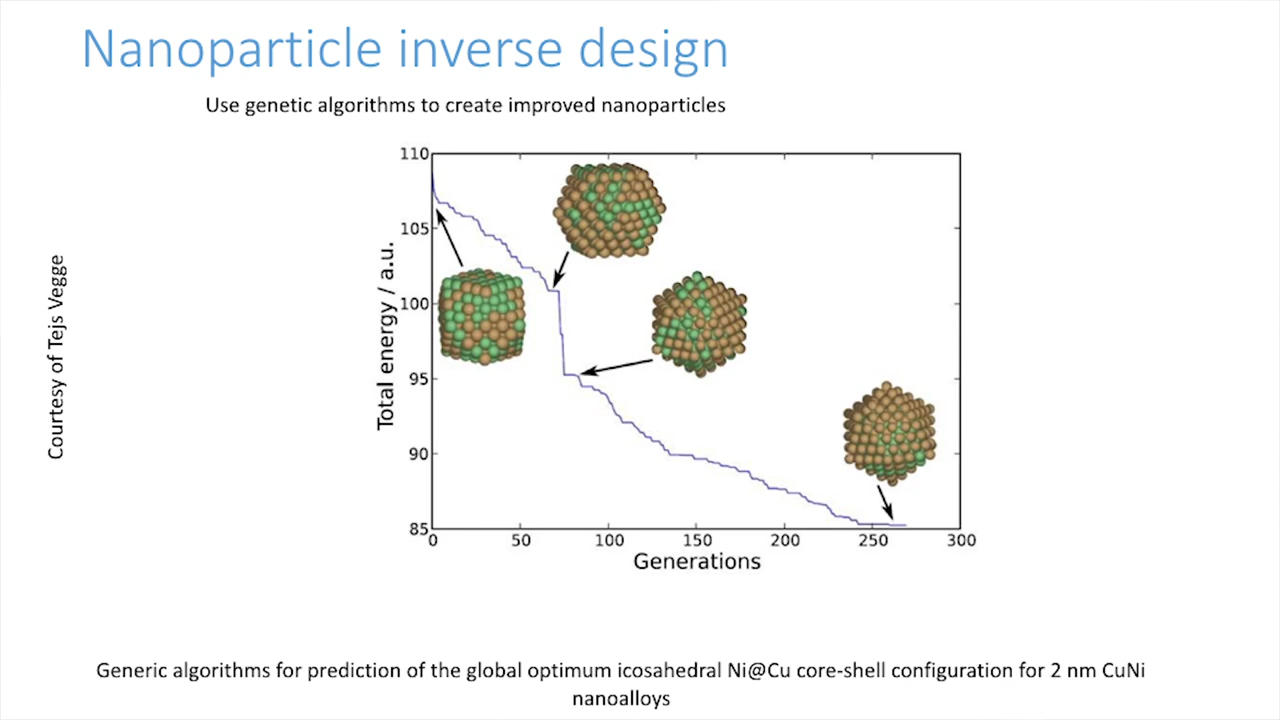 Nanoparticle inverse design
Use genetic algorithms to create improved nanoparticles
Courtesy of Tejs Vegge
Total energy / a.u.
110
105
100
95
90
85
0 50 100 150 200 250 300
Generations
Generic algorithms for prediction of the global optimum icosahedral Ni@Cu core-shell configuration for 2 nm CuNi
nanoalloys